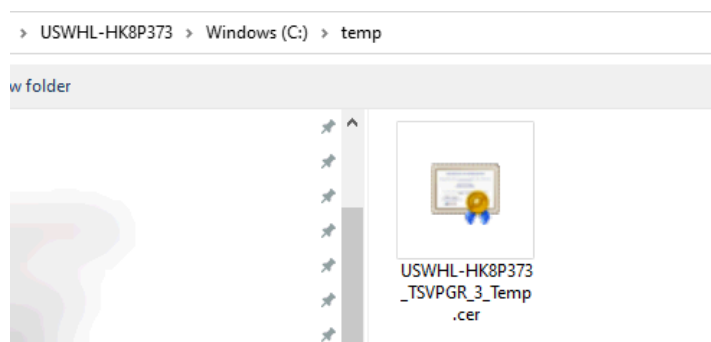 › USWHL-HK8P373 › Windows (C:) › temp
w folder
USWHL-HK8P373
_TSVPGR_3_Temp
.cer